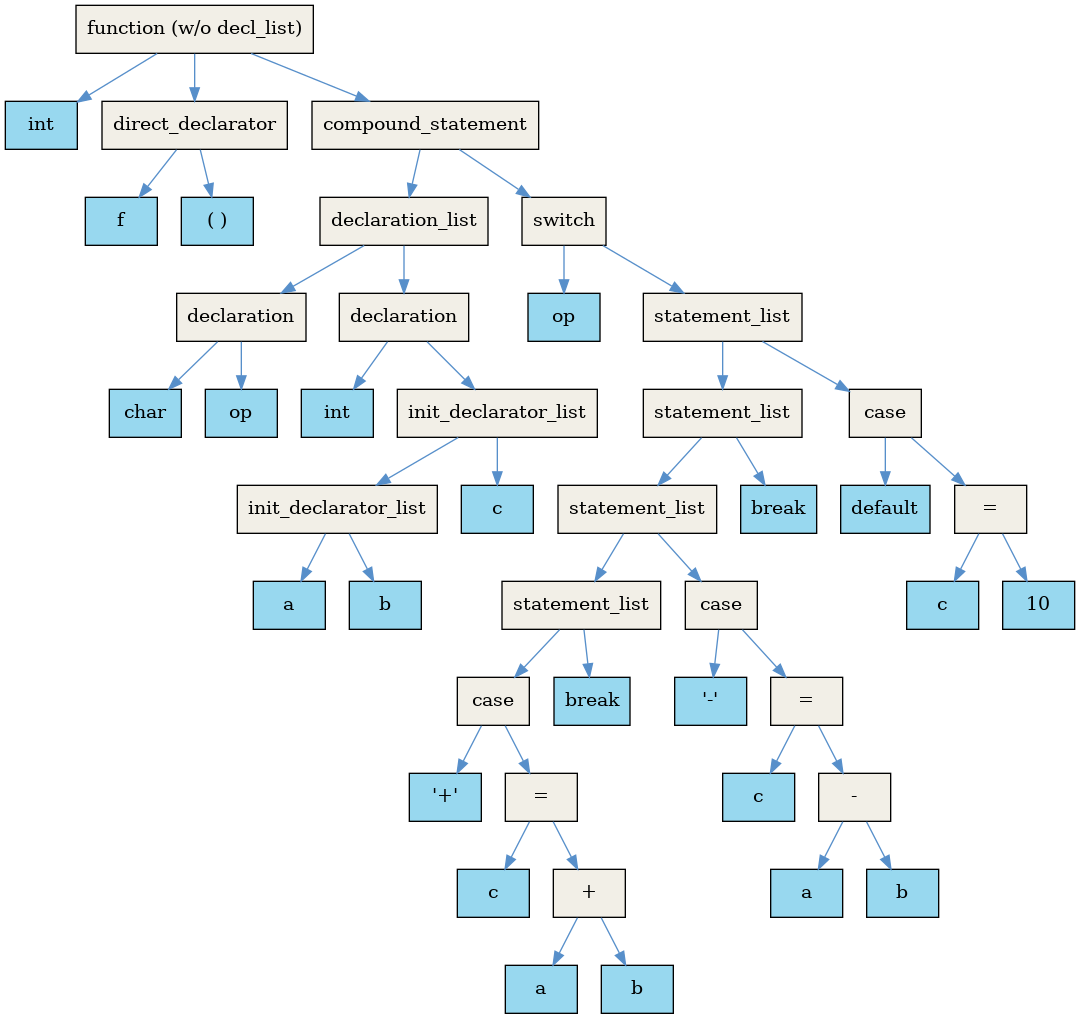 function (w/o decl_list)
int
direct_declarator
compound_statement
f
( )
declaration_list
switch
declaration
declaration
op
statement_list
char
op
int
init_declarator_list
statement_list
case
init_declarator_list
c
statement_list
break
default
=
a
b
statement_list
case
c
10
case
break
'-'
=
'+'
=
c
-
c
+
a
b
a
b